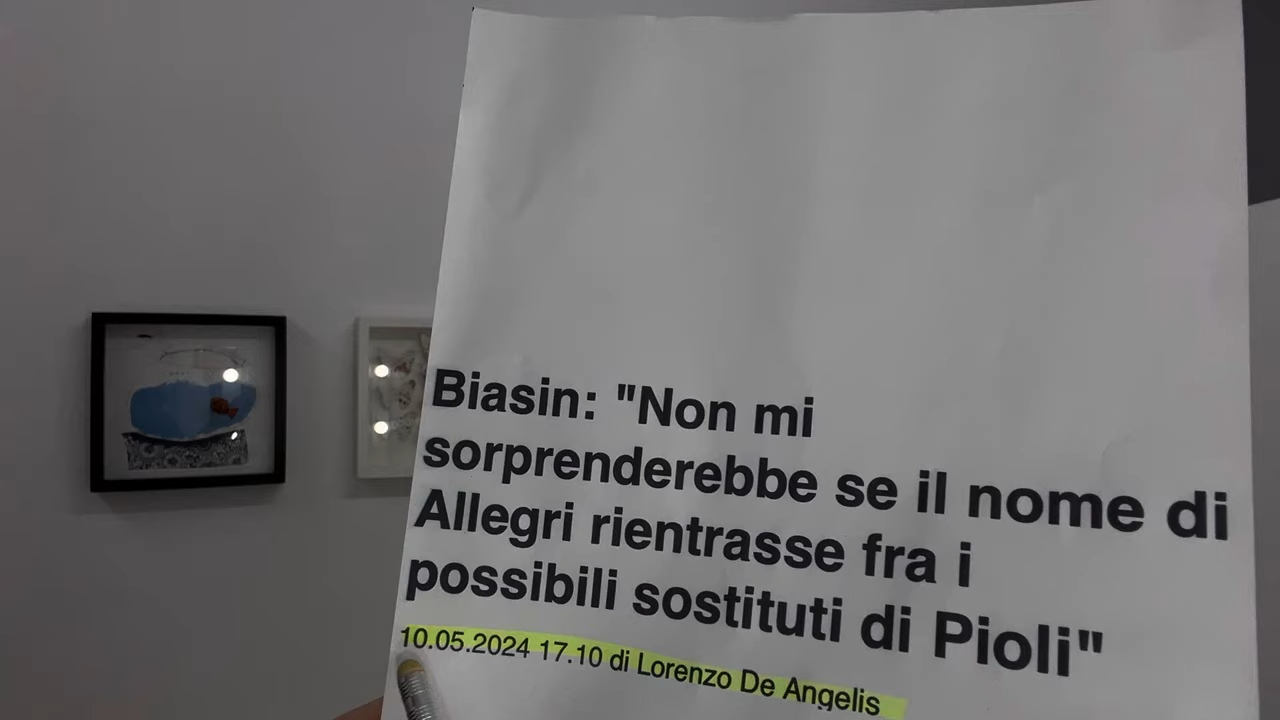 Biasin: "Non mi
sorprenderebbe se il nome di
Allegri rientrasse fra i
possibili sostituti di Pioli"
10.05.2024 17.10 di Lorenzo De Angelis